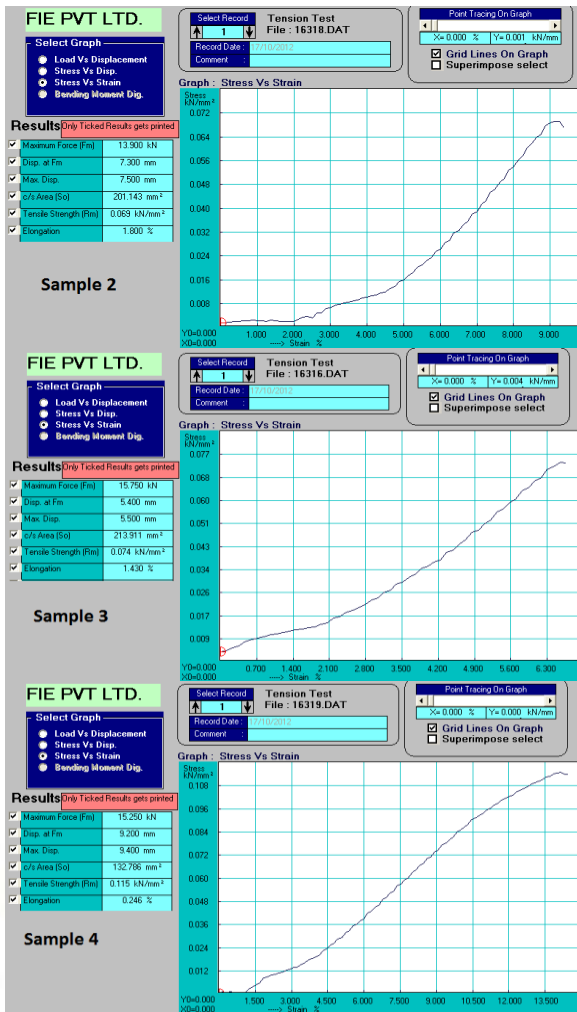 FIE PVT LTD.
Select Graph
Load Vs Displacement
Stress Vs Disp.
Stress Vs Strain
Bending Moment Dig.
Results Only Ticked Results gets printed
Maximum Force (Fm) 13.900 kN
Disp. at Fm 7.300 mm
Max. Disp. 7.500 mm
c/s Area (So) 201.143 mm²
Tensile Strength (Rm) 0.069 kN/mm²
Elongation 1.800 %
Sample 2
Select Record
1
Tension Test
File : 16318.DAT
Record Date : 17/10/2012
Comment :
Point Tracing On Graph
X= 0.000 % Y= 0.001 kN/mm²
Grid Lines On Graph
Superimpose select
Graph : Stress Vs Strain
Stress
kN/mm²
0.072
0.064
0.056
0.048
0.040
0.032
0.024
0.016
0.008
Y0=0.000
X0=0.000
1.000 2.000 3.000 4.000 5.000 6.000 7.000 8.000 9.000
----> Strain %
FIE PVT LTD.
Select Graph
Load Vs Displacement
Stress Vs Disp.
Stress Vs Strain
Bending Moment Dig.
Results Only Ticked Results gets printed
Maximum Force (Fm) 15.750 kN
Disp. at Fm 5.400 mm
Max. Disp. 5.500 mm
c/s Area (So) 213.911 mm²
Tensile Strength (Rm) 0.074 kN/mm²
Elongation 1.430 %
Sample 3
Select Record
1
Tension Test
File : 16316.DAT
Record Date : 17/10/2012
Comment :
Point Tracing On Graph
X= 0.000 % Y= 0.004 kN/mm²
Grid Lines On Graph
Superimpose select
Graph : Stress Vs Strain
Stress
kN/mm²
0.077
0.068
0.060
0.051
0.043
0.034
0.026
0.017
0.009
Y0=0.000
X0=0.000
0.700 1.400 2.100 2.800 3.500 4.200 4.900 5.600 6.300
----> Strain %
FIE PVT LTD.
Select Graph
Load Vs Displacement
Stress Vs Disp.
Stress Vs Strain
Bending Moment Dig.
Results Only Ticked Results gets printed
Maximum Force (Fm) 15.250 kN
Disp. at Fm 9.200 mm
Max. Disp. 9.400 mm
c/s Area (So) 132.786 mm²
Tensile Strength (Rm) 0.115 kN/mm²
Elongation 0.246 %
Sample 4
Select Record
1
Tension Test
File : 16319.DAT
Record Date : 17/10/2012
Comment :
Point Tracing On Graph
X= 0.000 % Y= 0.000 kN/mm²
Grid Lines On Graph
Superimpose select
Graph : Stress Vs Strain
Stress
kN/mm²
0.108
0.096
0.084
0.072
0.060
0.048
0.036
0.024
0.012
Y0=0.000
X0=0.000
1.500 3.000 4.500 6.000 7.500 9.000 10.500 12.000 13.500
----> Strain %